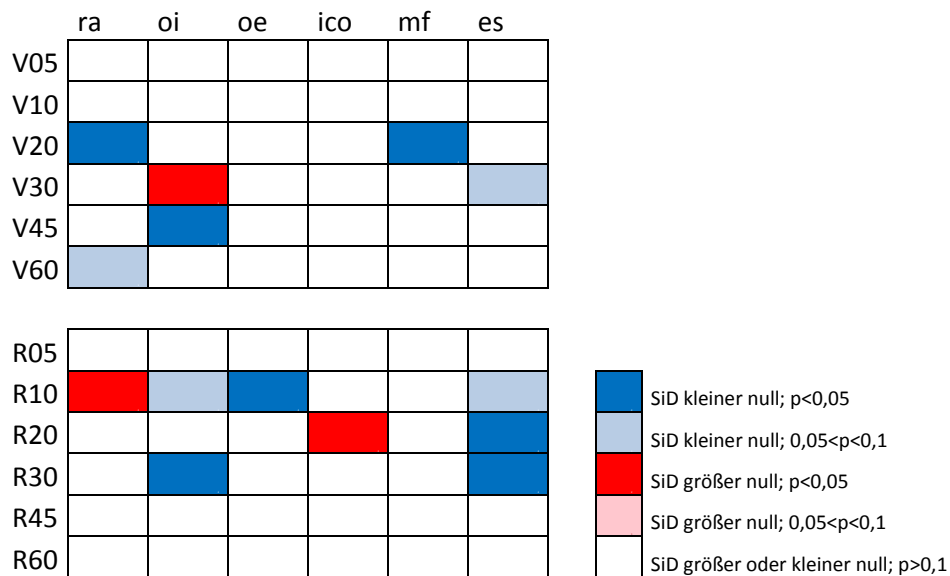 ra oi oe ico mf es
V05
V10
V20
V30
V45
V60
R05
R10
R20
R30
R45
R60
SiD kleiner null; p<0,05
SiD kleiner null; 0,05<p<0,1
SiD größer null; p<0,05
SiD größer null; 0,05<p<0,1
SiD größer oder kleiner null; p>0,1